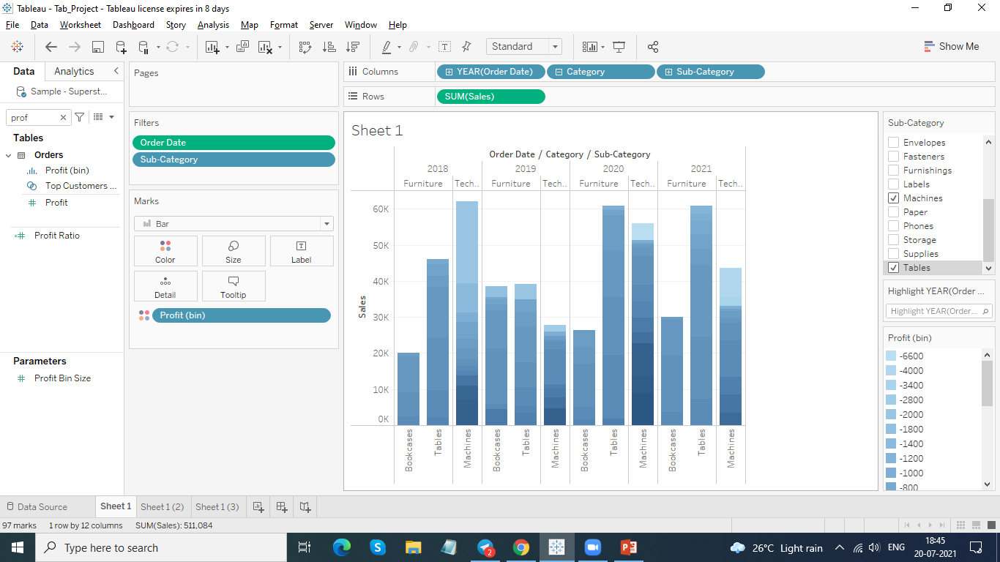 Tableau - Tab_Project - Tableau license expires in 8 days
File Data Worksheet Dashboard Story Analysis Map Format Server Window Help
Standard
Show Me
Data Analytics
Sample - Superst...
prof
Tables
Orders
Profit (bin)
Top Customers ...
Profit
Profit Ratio
Parameters
Profit Bin Size
Pages
Filters
Order Date
Sub-Category
Marks
Bar
Color Size Label
Detail Tooltip
Profit (bin)
Columns YEAR(Order Date) Category Sub-Category
Rows SUM(Sales)
Sheet 1
Order Date / Category / Sub-Category
2018 2019 2020 2021
Furniture Tech.. Furniture Tech.. Furniture Tech.. Furniture Tech..
60K
50K
40K
30K
20K
10K
0K
Sales
Bookcases Tables Machines Bookcases Tables Machines Bookcases Tables Machines Bookcases Tables Machines
Sub-Category
Envelopes
Fasteners
Furnishings
Labels
Machines
Paper
Phones
Storage
Supplies
Tables
Highlight YEAR(Order ...
Highlight YEAR(Order...
Profit (bin)
-6600
-4000
-3400
-2800
-2000
-1800
-1400
-1200
-1000
-800
Data Source Sheet 1 Sheet 1 (2) Sheet 1 (3)
97 marks 1 row by 12 columns SUM(Sales): 511,084
Type here to search
2
26°C Light rain
ENG
18:45
20-07-2021